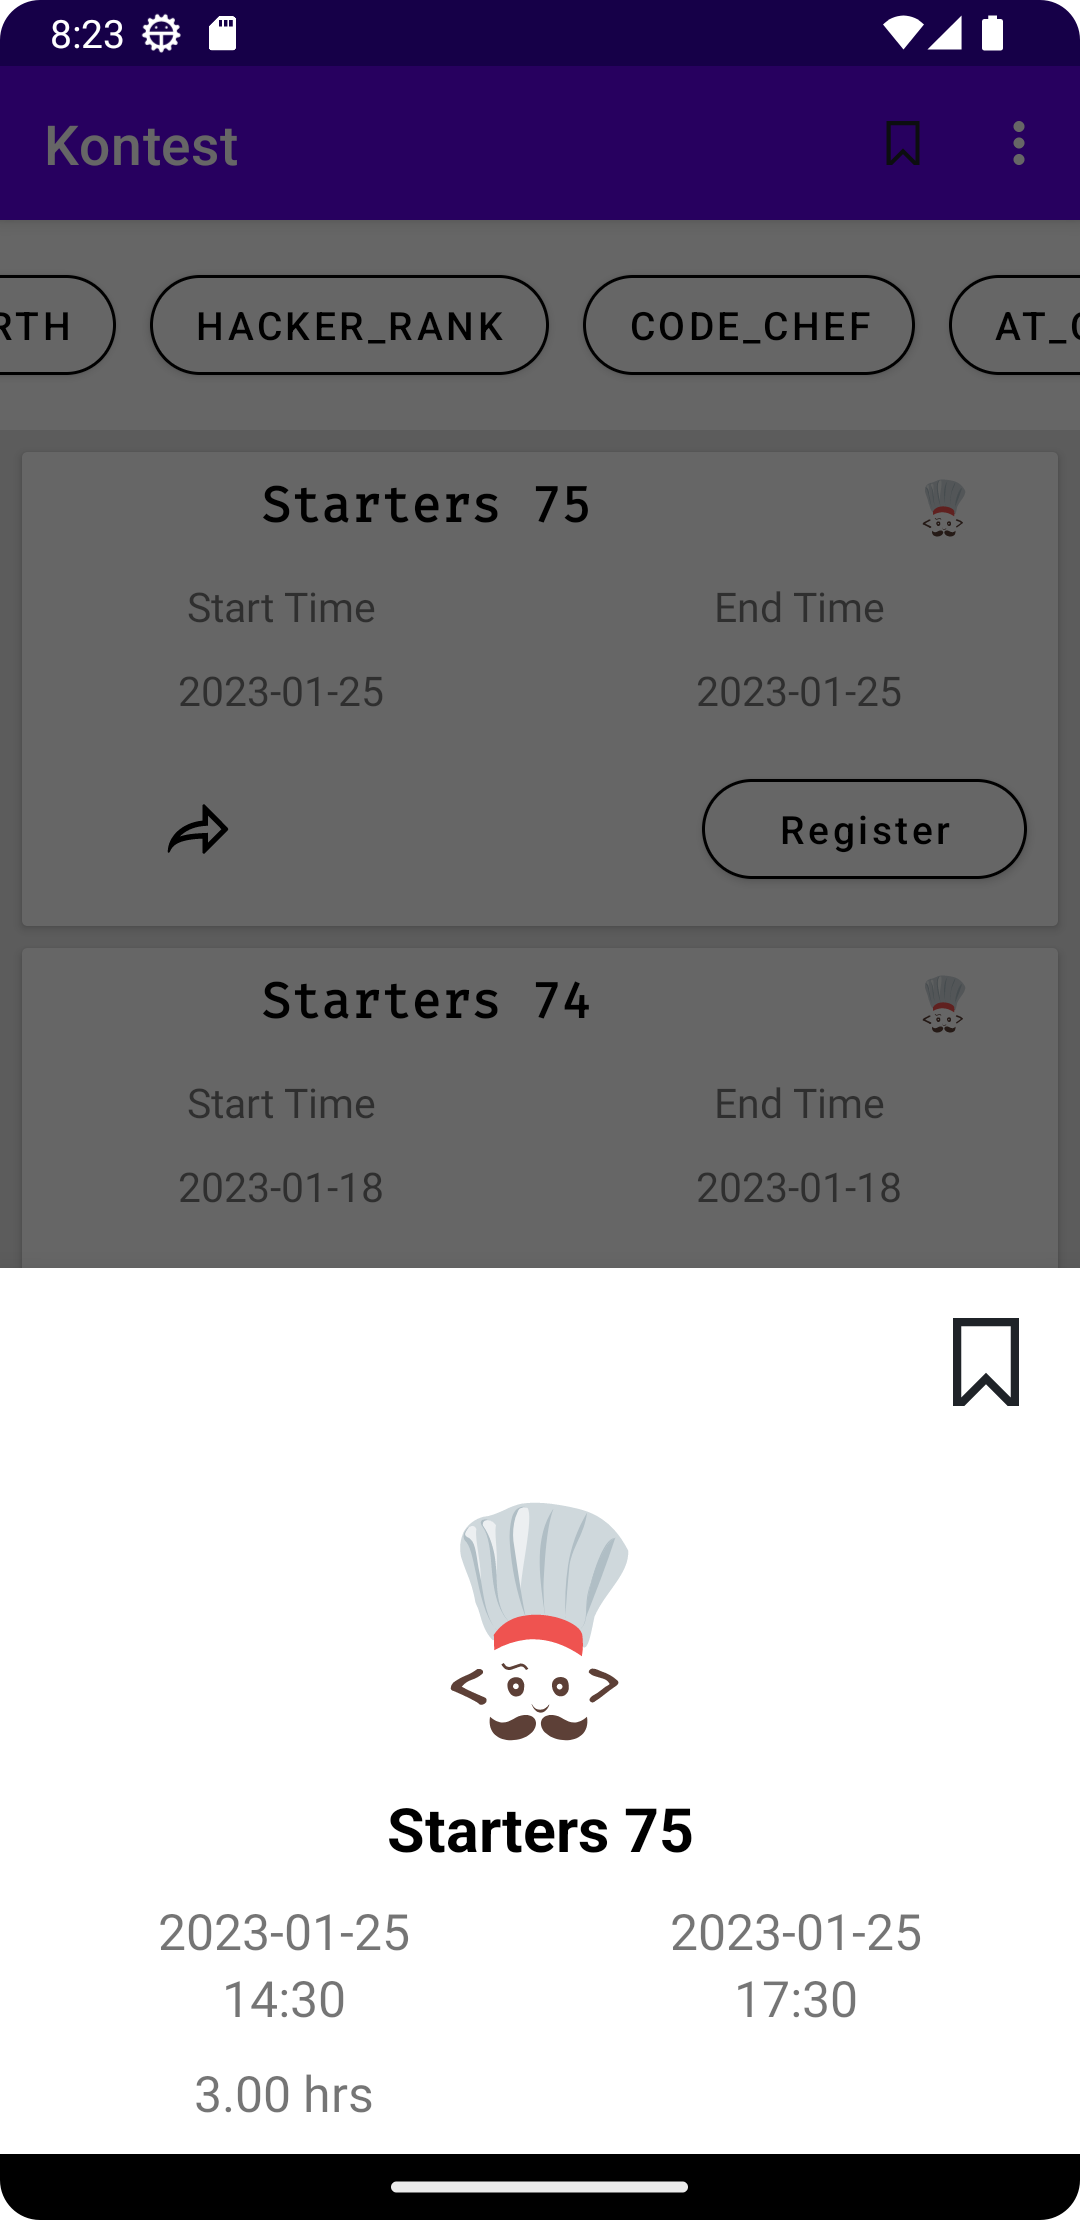 8:23
Kontest
RTH HACKER_RANK CODE_CHEF AT_
Starters 75
Start Time End Time
2023-01-25 2023-01-25
Register
Starters 74
Start Time End Time
2023-01-18 2023-01-18
Starters 75
2023-01-25 2023-01-25
14:30 17:30
3.00 hrs